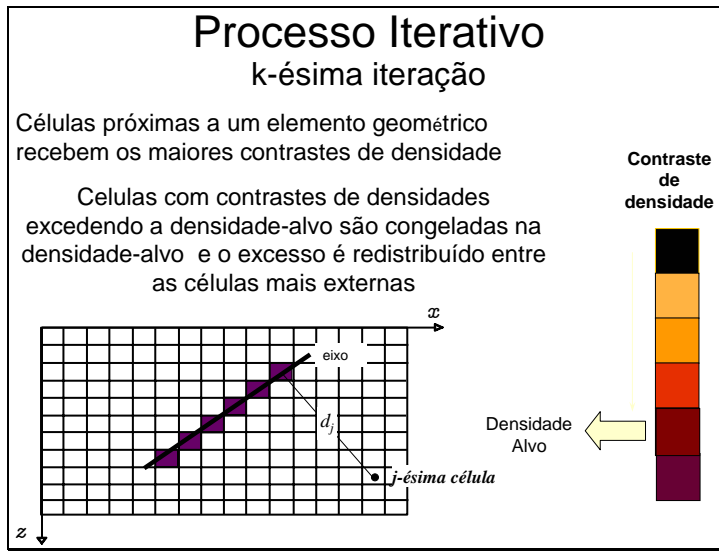 Processo Iterativo
k-ésima iteração
Células próximas a um elemento geométrico
recebem os maiores contrastes de densidade
Celulas com contrastes de densidades
excedendo a densidade-alvo são congeladas na
densidade-alvo e o excesso é redistribuído entre
as células mais externas
Contraste
de
densidade
x
eixo
d_j
j-ésima célula
z
Densidade
Alvo